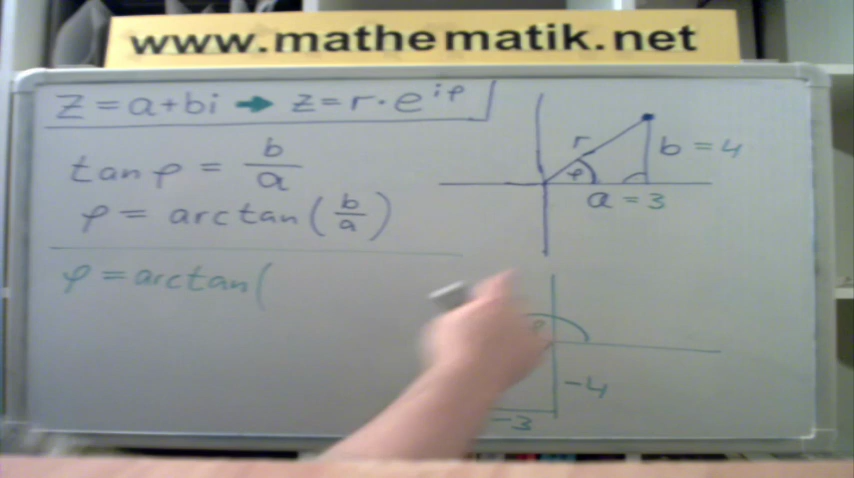 www.mathematik.net
z = a+bi → z = r · e^{iφ}
tan φ = b/a
φ = arctan(b/a)
φ = arctan(
r
φ
b = 4
a = 3
φ
-4
-3